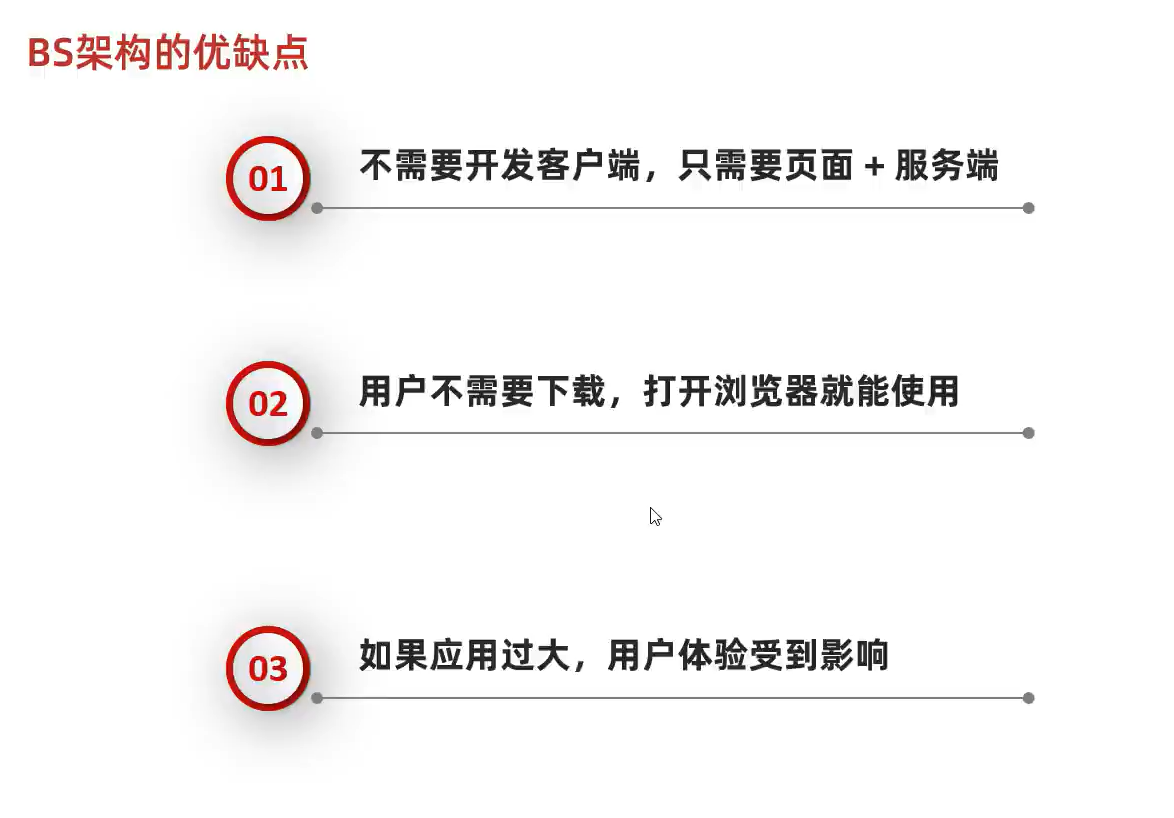 BS架构的优缺点
01
不需要开发客户端，只需要页面 + 服务端
02
用户不需要下载，打开浏览器就能使用
03
如果应用过大，用户体验受到影响